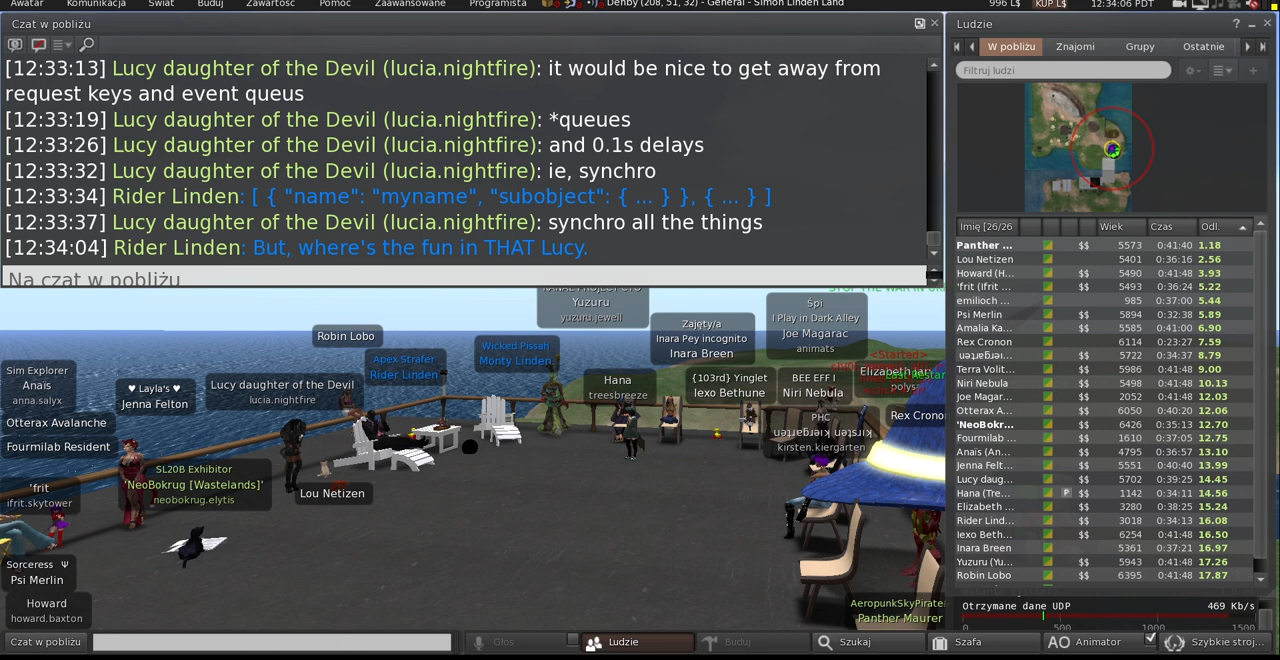 Awatar Komunikacja Świat Buduj Zawartość Pomoc Zaawansowane Programista Denby (208, 51, 32) - General - Simon Linden Land 996 L$ KUP L$ 12:34:06 PDT
Czat w pobliżu
[12:33:13] Lucy daughter of the Devil (lucia.nightfire): it would be nice to get away from
request keys and event queus
[12:33:19] Lucy daughter of the Devil (lucia.nightfire): *queues
[12:33:26] Lucy daughter of the Devil (lucia.nightfire): and 0.1s delays
[12:33:32] Lucy daughter of the Devil (lucia.nightfire): ie, synchro
[12:33:34] Rider Linden: [ { "name": "myname", "subobject": { ... } }, { ... } ]
[12:33:37] Lucy daughter of the Devil (lucia.nightfire): synchro all the things
[12:34:04] Rider Linden: But, where's the fun in THAT Lucy.
Na czat w pobliżu
Yuzuru
yuzuru.jewell
Śpi
I Play in Dark Alley
Joe Magarac
animats
Zajęty/a
Inara Pey incognito
Inara Breen
Robin Lobo
Wicked Pissah
Monty Linden
Apex Strafer
Rider Linden
<Started>
Sim Explorer
Anaïs
anna.salyx
♥ Layla's ♥
Jenna Felton
Lucy daughter of the Devil
lucia.nightfire
Hana
treesbreeze
{103rd} Yinglet
Iexo Bethune
BEE EFF I
Niri Nebula
Otterax Avalanche
Fourmilab Resident
PHC
kirsten.kiergarten
SL20B Exhibitor
'NeoBokrug [Wastelands]'
neobokrug.elytis
Lou Netizen
'frit
ifrit.skytower
Sorceress Ψ
Psi Merlin
Howard
howard.baxton
AeropunkSkyPirate
Panther Maurer
Ludzie
W pobliżu Znajomi Grupy Ostatnie
Filtruj ludzi
Imię [26/26 Wiek Czas Odl.
Panther ... $$ 5573 0:41:40 1.18
Lou Netizen 5401 0:36:16 2.56
Howard (H... $$ 5490 0:41:48 3.93
'frit (Ifrit ... $$ 5493 0:36:24 5.22
emilioch ... 985 0:37:00 5.44
Psi Merlin $$ 5894 0:32:38 5.89
Amalia Ka... $$ 5585 0:41:00 6.90
Rex Cronon 6114 0:23:27 7.59
$$ 5722 0:34:37 8.79
Terra Volit... $$ 5986 0:41:48 9.00
Niri Nebula $$ 5498 0:41:48 10.13
Joe Magar... $$ 2052 0:41:48 12.03
Otterax A... $$ 6050 0:40:20 12.06
'NeoBokr... $$ 6426 0:35:13 12.70
Fourmilab ... $$ 1610 0:37:05 12.75
Anaïs (An... $$ 4795 0:36:57 13.10
Jenna Felt... $$ 5551 0:40:40 13.99
Lucy daug... $$ 5702 0:39:25 14.45
Hana (Tre... P $$ 1142 0:34:11 14.56
Elizabeth ... $$ 3280 0:38:25 15.24
Rider Lind... $$ 3018 0:34:13 16.08
Iexo Beth... $$ 6254 0:41:48 16.50
Inara Breen 5361 0:37:21 16.97
Yuzuru (Yu... $$ 5943 0:41:48 17.26
Robin Lobo 6395 0:41:48 17.87
Otrzymane dane UDP 469 Kb/s
0 500 1000 1500
Czat w pobliżu Głos Ludzie Buduj Szukaj Szafa AO Animator Szybkie stroj...